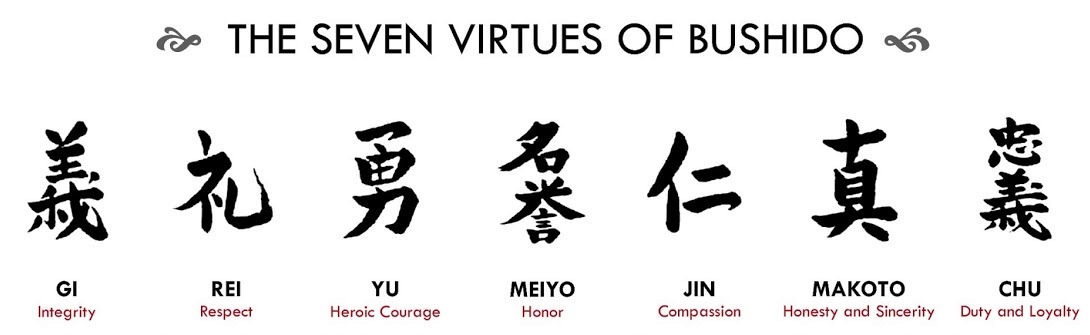 THE SEVEN VIRTUES OF BUSHIDO
義 礼 勇 名誉 仁 真 忠義
GI REI YU MEIYO JIN MAKOTO CHU
Integrity Respect Heroic Courage Honor Compassion Honesty and Sincerity Duty and Loyalty